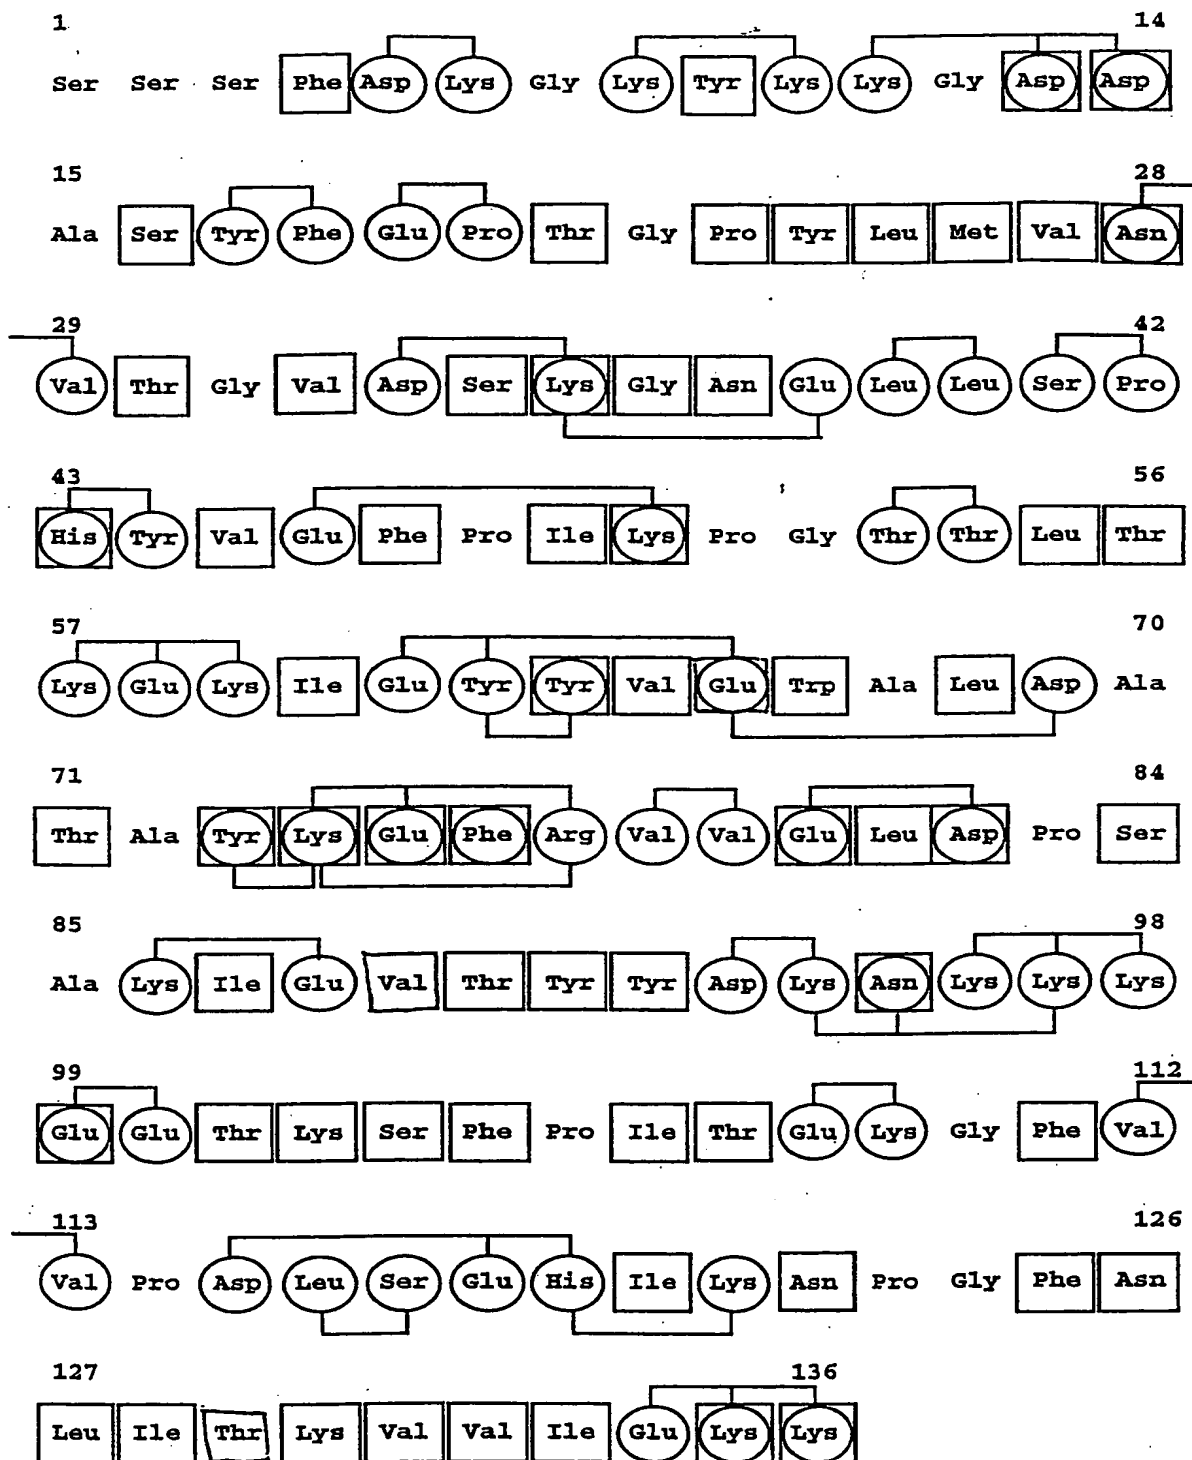 1 14
Ser Ser Ser Phe Asp Lys Gly Lys Tyr Lys Lys Gly Asp Asp
15 28
Ala Ser Tyr Phe Glu Pro Thr Gly Pro Tyr Leu Met Val Asn
29 42
Val Thr Gly Val Asp Ser Lys Gly Asn Glu Leu Leu Ser Pro
43 56
His Tyr Val Glu Phe Pro Ile Lys Pro Gly Thr Thr Leu Thr
57 70
Lys Glu Lys Ile Glu Tyr Tyr Val Glu Trp Ala Leu Asp Ala
71 84
Thr Ala Tyr Lys Glu Phe Arg Val Val Glu Leu Asp Pro Ser
85 98
Ala Lys Ile Glu Val Thr Tyr Tyr Asp Lys Asn Lys Lys Lys
99 112
Glu Glu Thr Lys Ser Phe Pro Ile Thr Glu Lys Gly Phe Val
113 126
Val Pro Asp Leu Ser Glu His Ile Lys Asn Pro Gly Phe Asn
127 136
Leu Ile Thr Lys Val Val Ile Glu Lys Lys